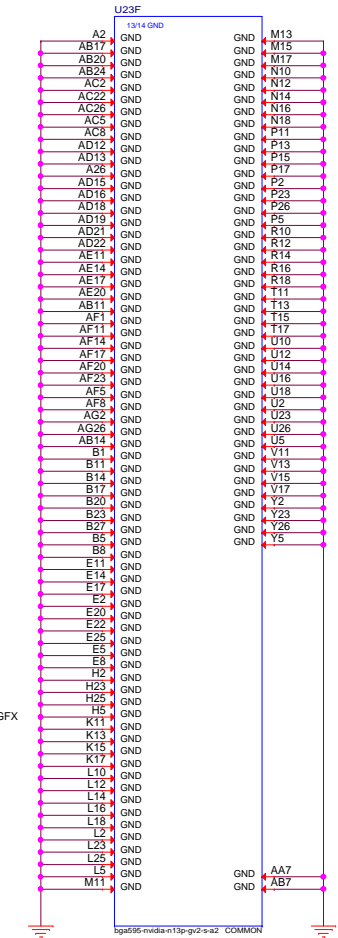 U23F
13/14 GND
A2 GND GND M13
AB17 GND GND M15
AB20 GND GND M17
AB24 GND GND N10
AC2 GND GND N12
AC22 GND GND N14
AC26 GND GND N16
AC5 GND GND N18
AC8 GND GND P11
AD12 GND GND P13
AD13 GND GND P15
A26 GND GND P17
AD15 GND GND P2
AD16 GND GND P23
AD18 GND GND P26
AD19 GND GND P5
AD21 GND GND R10
AD22 GND GND R12
AE11 GND GND R14
AE14 GND GND R16
AE17 GND GND R18
AE20 GND GND T11
AB11 GND GND T13
AF1 GND GND T15
AF11 GND GND T17
AF14 GND GND U10
AF17 GND GND U12
AF20 GND GND U14
AF23 GND GND U16
AF5 GND GND U18
AF8 GND GND U2
AG2 GND GND U23
AG26 GND GND U26
AB14 GND GND U5
B1 GND GND V11
B11 GND GND V13
B14 GND GND V15
B17 GND GND V17
B20 GND GND Y2
B23 GND GND Y23
B27 GND GND Y26
B5 GND GND Y5
B8 GND
E11 GND
E14 GND
E17 GND
E2 GND
E20 GND
E22 GND
E25 GND
E5 GND
E8 GND
H2 GND
H23 GND
H25 GND
GFX H5 GND
K11 GND
K13 GND
K15 GND
K17 GND
L10 GND
L12 GND
L14 GND
L16 GND
L18 GND
L2 GND
L23 GND
L25 GND
L5 GND GND AA7
M11 GND GND AB7
bga595-nvidia-n13p-gv2-s-a2 COMMON